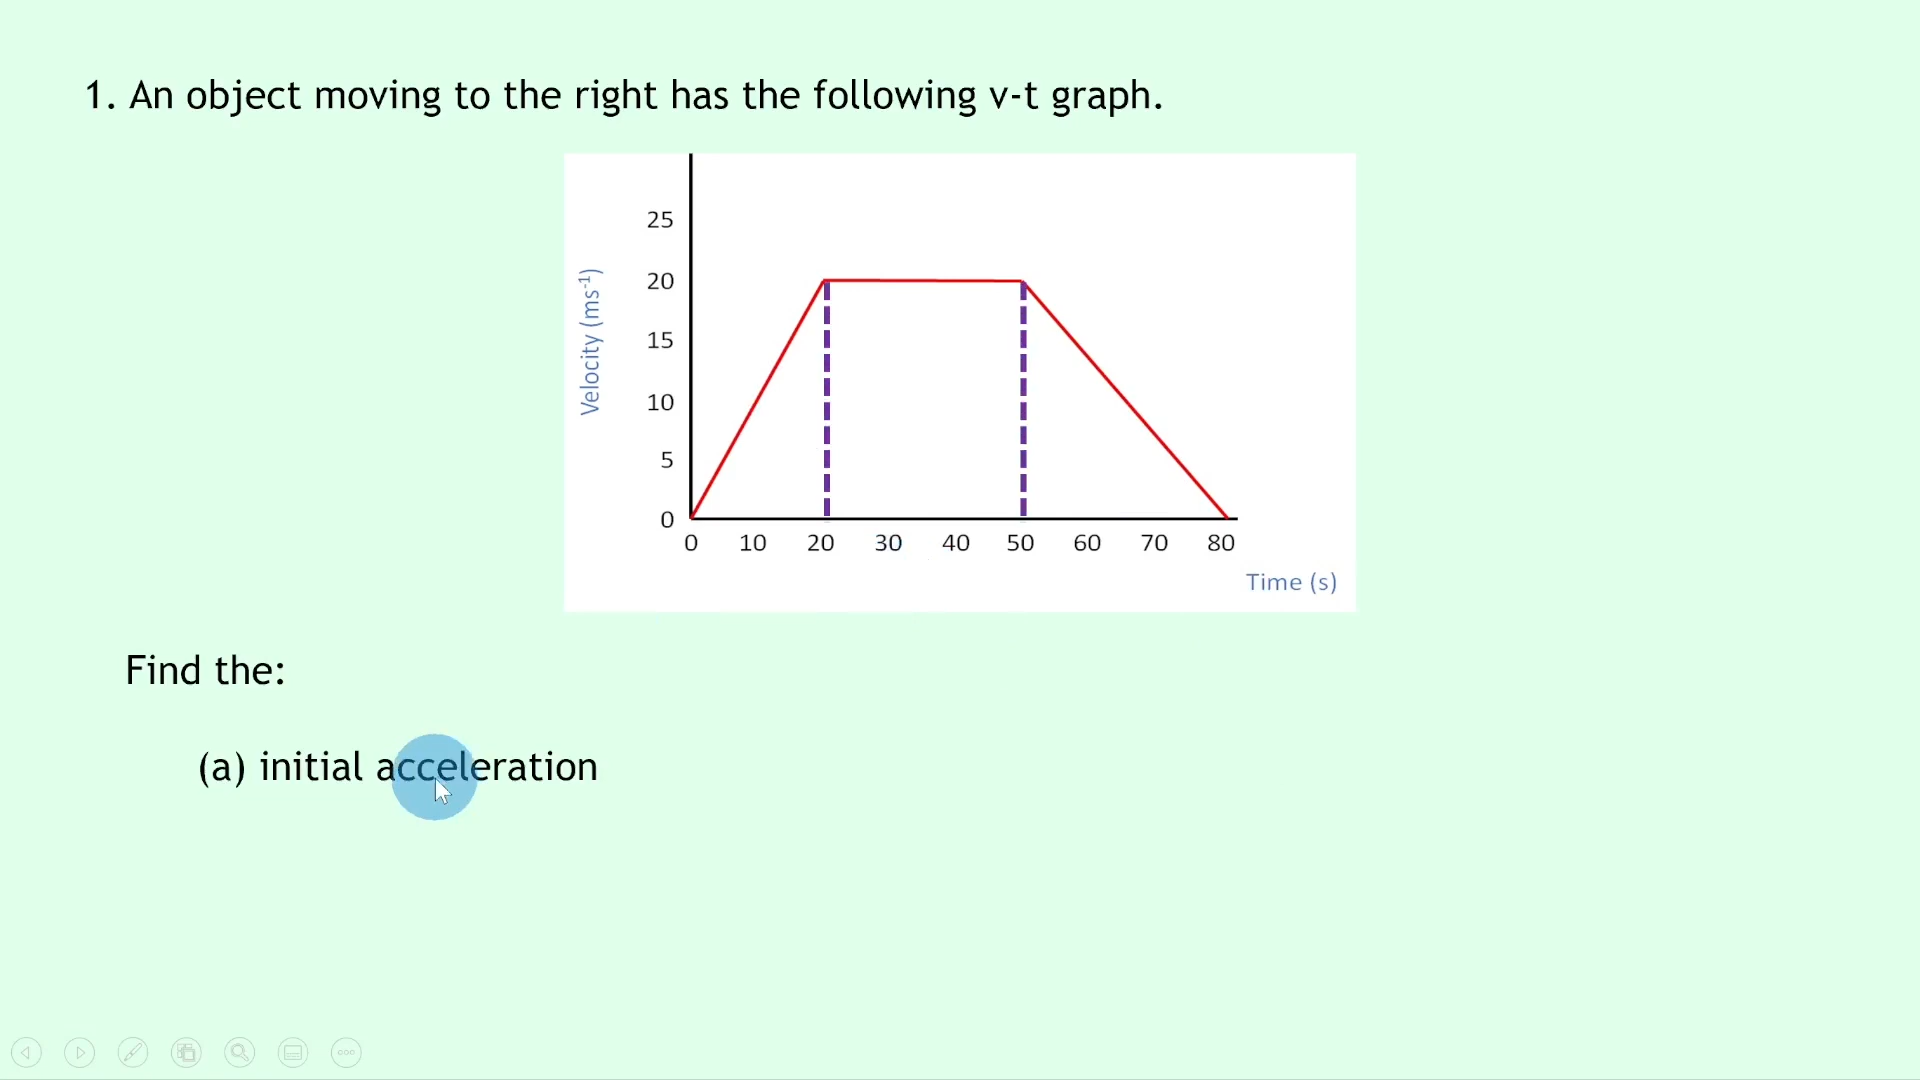 1. An object moving to the right has the following v-t graph.
25
20
15
10
5
0
Velocity (ms⁻¹)
0 10 20 30 40 50 60 70 80
Time (s)
Find the:
(a) initial acceleration